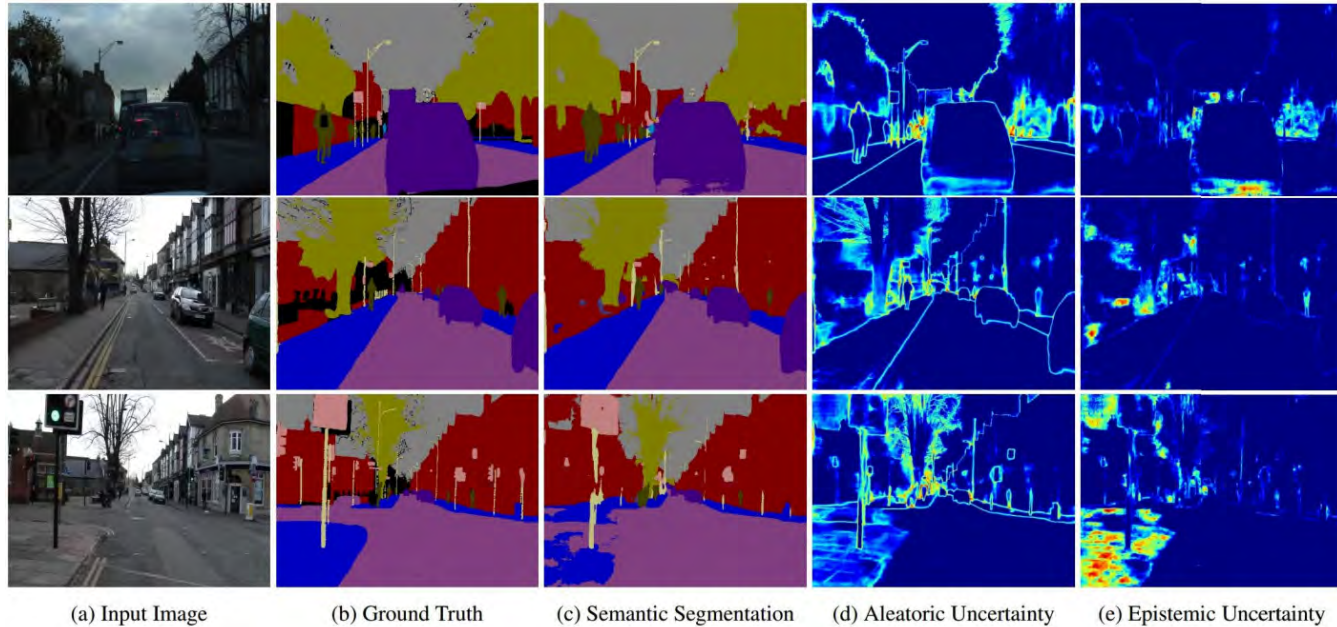 (a) Input Image
(b) Ground Truth
(c) Semantic Segmentation
(d) Aleatoric Uncertainty
(e) Epistemic Uncertainty